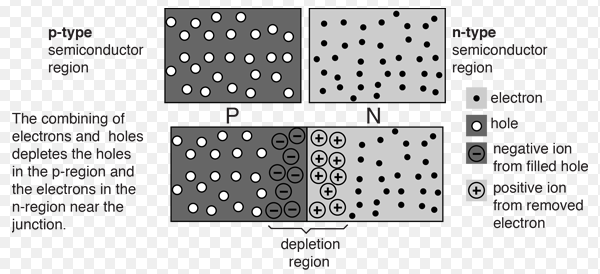 p-type
semiconductor
region
n-type
semiconductor
region
P
N
The combining of
electrons and holes
depletes the holes
in the p-region and
the electrons in the
n-region near the
junction.
electron
hole
negative ion
from filled hole
positive ion
from removed
electron
depletion
region